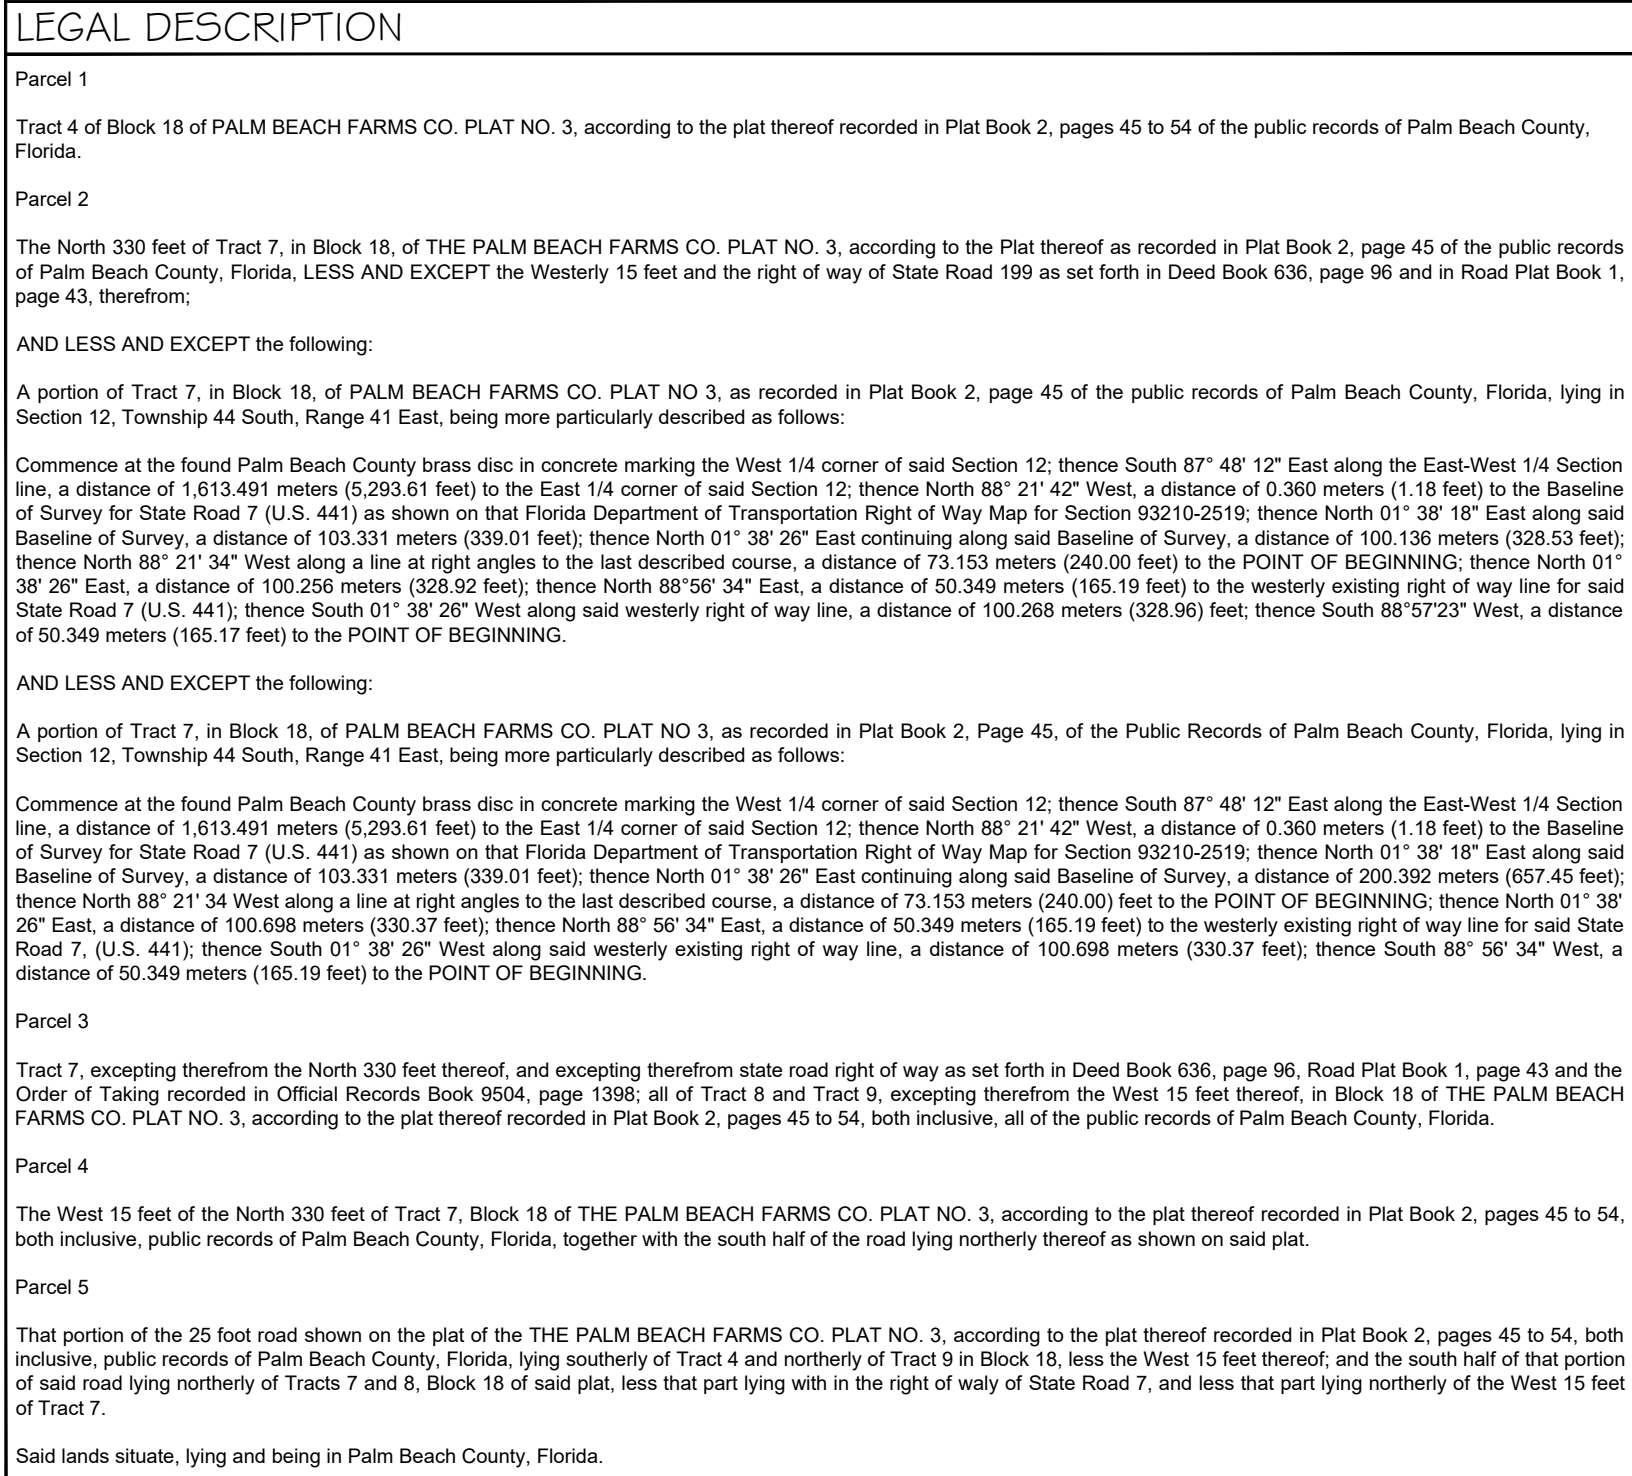 LEGAL DESCRIPTION
Parcel 1
Tract 4 of Block 18 of PALM BEACH FARMS CO. PLAT NO. 3, according to the plat thereof recorded in Plat Book 2, pages 45 to 54 of the public records of Palm Beach County,
Florida.
Parcel 2
The North 330 feet of Tract 7, in Block 18, of THE PALM BEACH FARMS CO. PLAT NO. 3, according to the Plat thereof as recorded in Plat Book 2, page 45 of the public records
of Palm Beach County, Florida, LESS AND EXCEPT the Westerly 15 feet and the right of way of State Road 199 as set forth in Deed Book 636, page 96 and in Road Plat Book 1,
page 43, therefrom;
AND LESS AND EXCEPT the following:
A portion of Tract 7, in Block 18, of PALM BEACH FARMS CO. PLAT NO 3, as recorded in Plat Book 2, page 45 of the public records of Palm Beach County, Florida, lying in
Section 12, Township 44 South, Range 41 East, being more particularly described as follows:
Commence at the found Palm Beach County brass disc in concrete marking the West 1/4 corner of said Section 12; thence South 87° 48' 12" East along the East-West 1/4 Section
line, a distance of 1,613.491 meters (5,293.61 feet) to the East 1/4 corner of said Section 12; thence North 88° 21' 42" West, a distance of 0.360 meters (1.18 feet) to the Baseline
of Survey for State Road 7 (U.S. 441) as shown on that Florida Department of Transportation Right of Way Map for Section 93210-2519; thence North 01° 38' 18" East along said
Baseline of Survey, a distance of 103.331 meters (339.01 feet); thence North 01° 38' 26" East continuing along said Baseline of Survey, a distance of 100.136 meters (328.53 feet);
thence North 88° 21' 34" West along a line at right angles to the last described course, a distance of 73.153 meters (240.00 feet) to the POINT OF BEGINNING; thence North 01°
38' 26" East, a distance of 100.256 meters (328.92 feet); thence North 88°56' 34" East, a distance of 50.349 meters (165.19 feet) to the westerly existing right of way line for said
State Road 7 (U.S. 441); thence South 01° 38' 26" West along said westerly right of way line, a distance of 100.268 meters (328.96) feet; thence South 88°57'23" West, a distance
of 50.349 meters (165.17 feet) to the POINT OF BEGINNING.
AND LESS AND EXCEPT the following:
A portion of Tract 7, in Block 18, of PALM BEACH FARMS CO. PLAT NO 3, as recorded in Plat Book 2, Page 45, of the Public Records of Palm Beach County, Florida, lying in
Section 12, Township 44 South, Range 41 East, being more particularly described as follows:
Commence at the found Palm Beach County brass disc in concrete marking the West 1/4 corner of said Section 12; thence South 87° 48' 12" East along the East-West 1/4 Section
line, a distance of 1,613.491 meters (5,293.61 feet) to the East 1/4 corner of said Section 12; thence North 88° 21' 42" West, a distance of 0.360 meters (1.18 feet) to the Baseline
of Survey for State Road 7 (U.S. 441) as shown on that Florida Department of Transportation Right of Way Map for Section 93210-2519; thence North 01° 38' 18" East along said
Baseline of Survey, a distance of 103.331 meters (339.01 feet); thence North 01° 38' 26" East continuing along said Baseline of Survey, a distance of 200.392 meters (657.45 feet);
thence North 88° 21' 34 West along a line at right angles to the last described course, a distance of 73.153 meters (240.00) feet to the POINT OF BEGINNING; thence North 01° 38'
26" East, a distance of 100.698 meters (330.37 feet); thence North 88° 56' 34" East, a distance of 50.349 meters (165.19 feet) to the westerly existing right of way line for said State
Road 7, (U.S. 441); thence South 01° 38' 26" West along said westerly existing right of way line, a distance of 100.698 meters (330.37 feet); thence South 88° 56' 34" West, a
distance of 50.349 meters (165.19 feet) to the POINT OF BEGINNING.
Parcel 3
Tract 7, excepting therefrom the North 330 feet thereof, and excepting therefrom state road right of way as set forth in Deed Book 636, page 96, Road Plat Book 1, page 43 and the
Order of Taking recorded in Official Records Book 9504, page 1398; all of Tract 8 and Tract 9, excepting therefrom the West 15 feet thereof, in Block 18 of THE PALM BEACH
FARMS CO. PLAT NO. 3, according to the plat thereof recorded in Plat Book 2, pages 45 to 54, both inclusive, all of the public records of Palm Beach County, Florida.
Parcel 4
The West 15 feet of the North 330 feet of Tract 7, Block 18 of THE PALM BEACH FARMS CO. PLAT NO. 3, according to the plat thereof recorded in Plat Book 2, pages 45 to 54,
both inclusive, public records of Palm Beach County, Florida, together with the south half of the road lying northerly thereof as shown on said plat.
Parcel 5
That portion of the 25 foot road shown on the plat of the THE PALM BEACH FARMS CO. PLAT NO. 3, according to the plat thereof recorded in Plat Book 2, pages 45 to 54, both
inclusive, public records of Palm Beach County, Florida, lying southerly of Tract 4 and northerly of Tract 9 in Block 18, less the West 15 feet thereof; and the south half of that portion
of said road lying northerly of Tracts 7 and 8, Block 18 of said plat, less that part lying with in the right of waly of State Road 7, and less that part lying northerly of the West 15 feet
of Tract 7.
Said lands situate, lying and being in Palm Beach County, Florida.